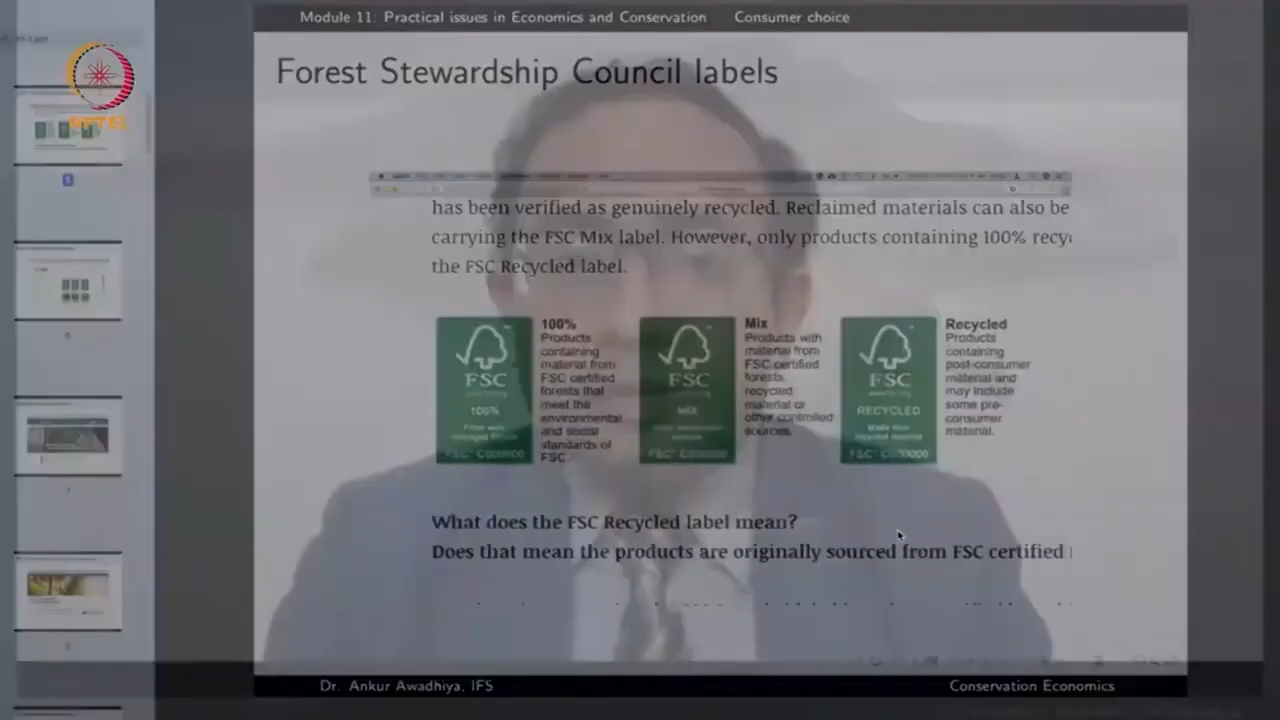 Module 11: Practical issues in Economics and Conservation Consumer choice
NPTEL
Forest Stewardship Council labels
has been verified as genuinely recycled. Reclaimed materials can also be
carrying the FSC Mix label. However, only products containing 100% recy
the FSC Recycled label.
100%
Products
containing
material from
FSC certified
forests that
meet the
environmental
and social
standards of
FSC.
Mix
Products with
material from
FSC certified
forests,
recycled
material or
other controlled
sources.
Recycled
Products
containing
post-consumer
material and
may include
some pre-
consumer
material.
FSC
100%
FSC
MIX
FSC
RECYCLED
What does the FSC Recycled label mean?
Does that mean the products are originally sourced from FSC certified
Dr. Ankur Awadhiya, IFS
Conservation Economics